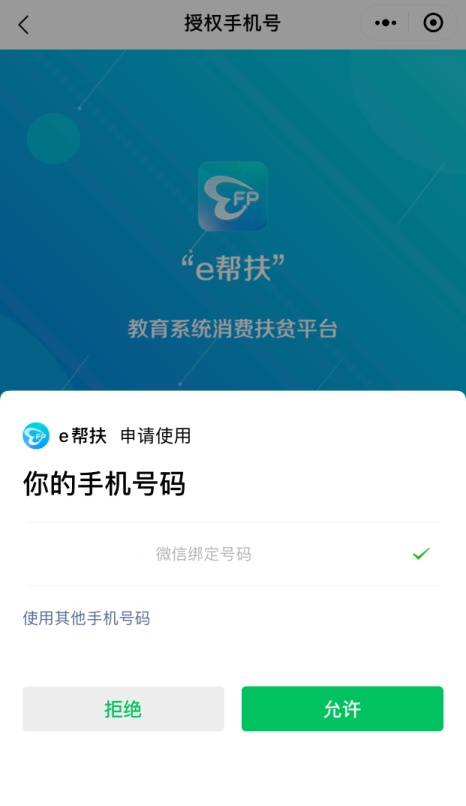 授权手机号
FP
“e帮扶”
教育系统消费扶贫平台
FP
e帮扶 申请使用
你的手机号码
微信绑定号码
使用其他手机号码
拒绝
允许